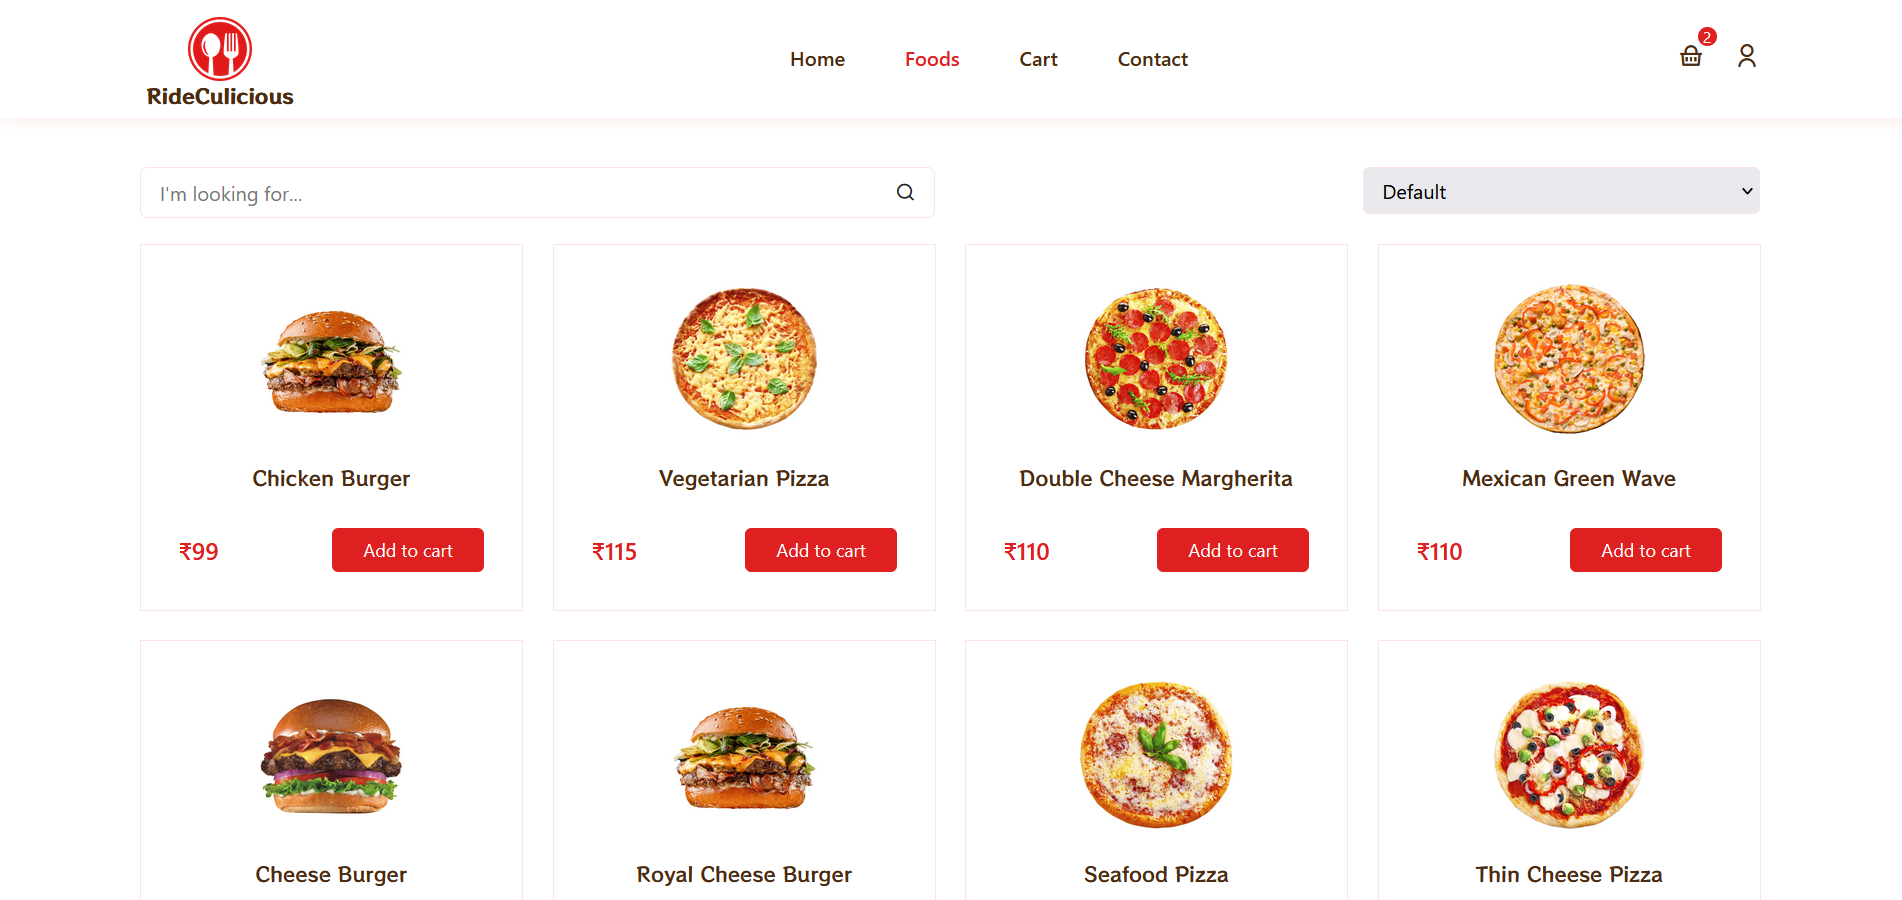 RideCulicious
Home
Foods
Cart
Contact
2
I'm looking for...
Default
Chicken Burger
₹99
Add to cart
Vegetarian Pizza
₹115
Add to cart
Double Cheese Margherita
₹110
Add to cart
Mexican Green Wave
₹110
Add to cart
Cheese Burger
Royal Cheese Burger
Seafood Pizza
Thin Cheese Pizza